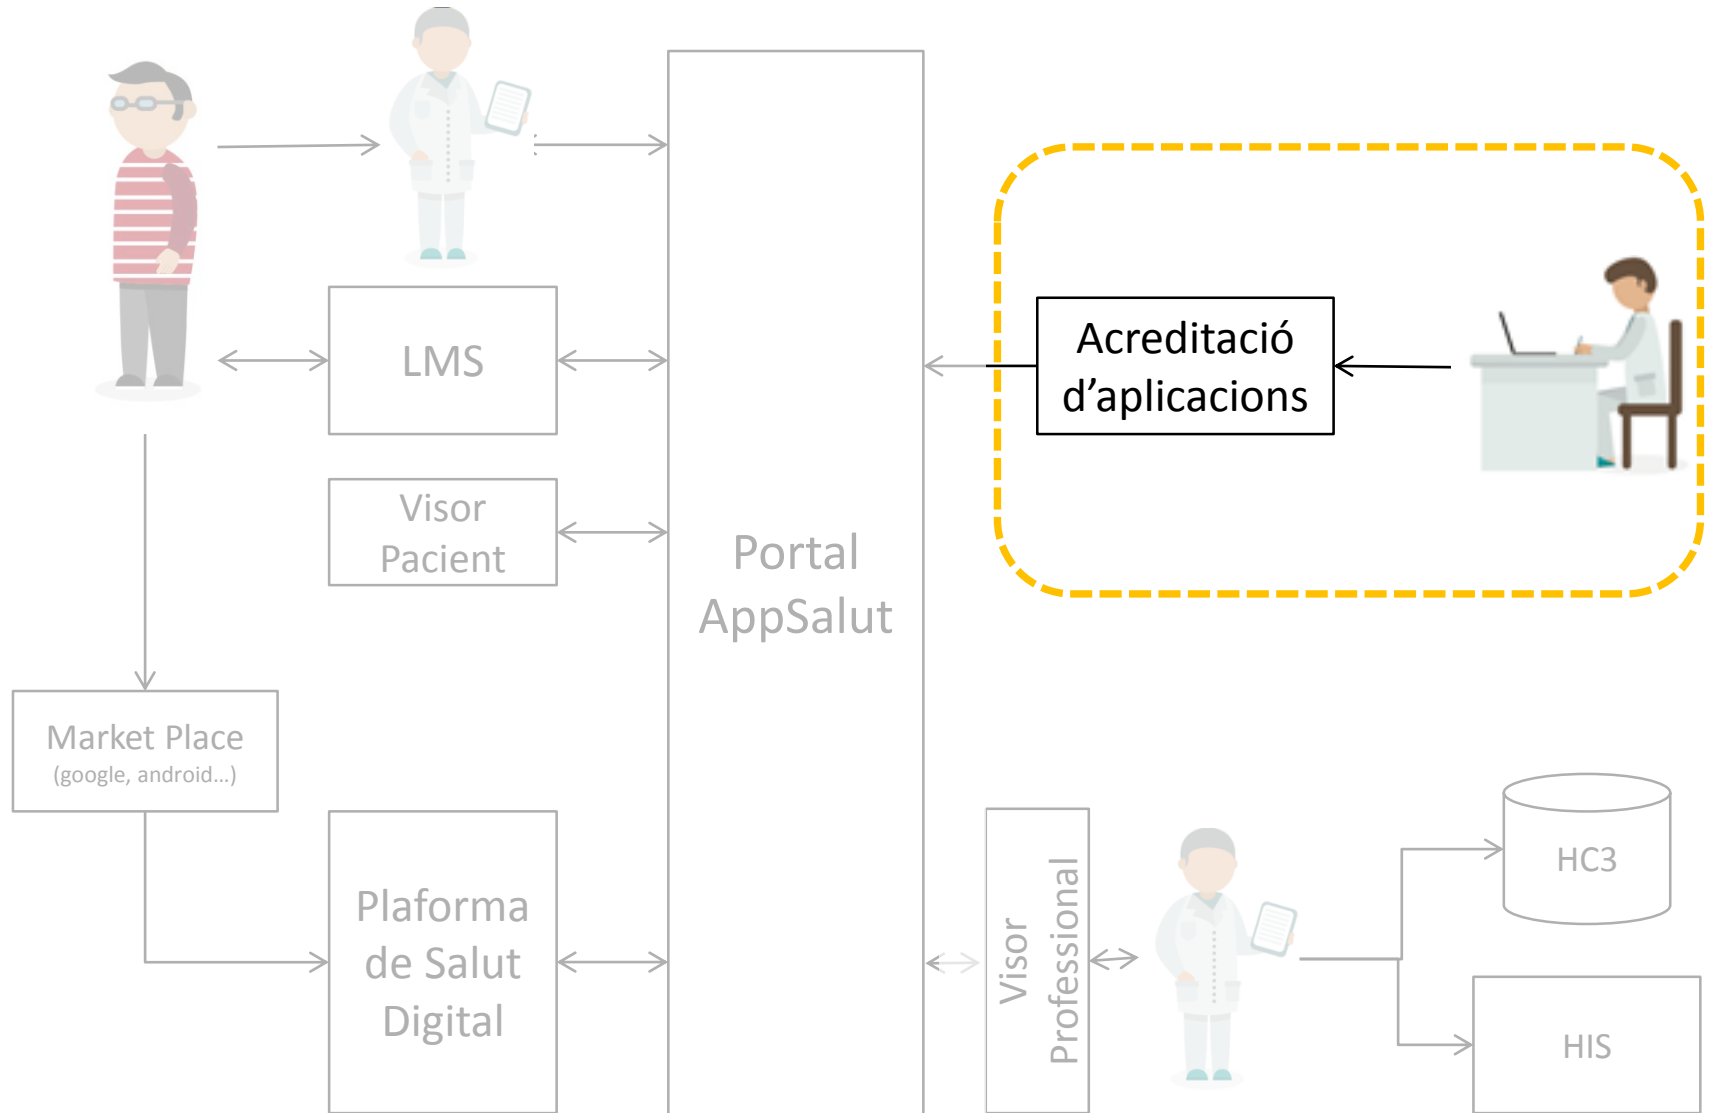 LMS
Visor
Pacient
Market Place
(google, android...)
Plaforma
de Salut
Digital
Portal
AppSalut
Acreditació
d'aplicacions
Visor
Professional
HC3
HIS